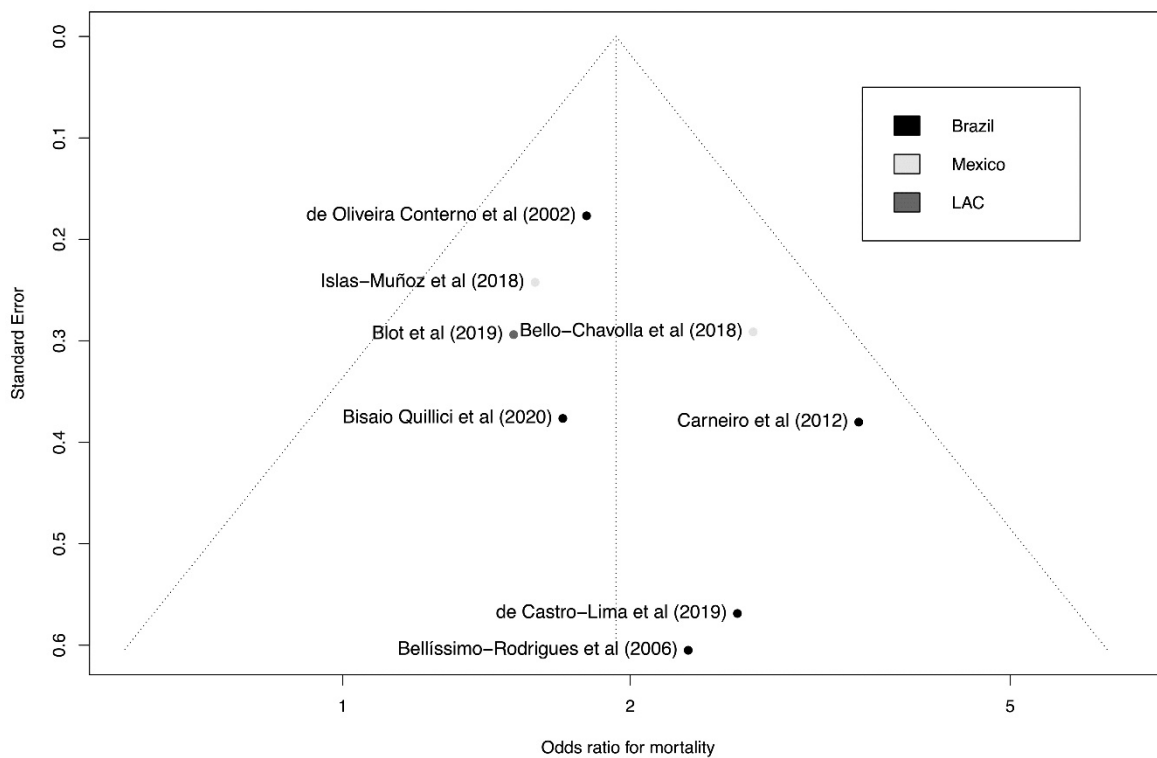 0.0
0.1
0.2
0.3
0.4
0.5
0.6
Standard Error
Brazil
Mexico
LAC
de Oliveira Conterno et al (2002)
Islas−Muñoz et al (2018)
Blot et al (2019)
Bello−Chavolla et al (2018)
Bisaio Quillici et al (2020)
Carneiro et al (2012)
de Castro−Lima et al (2019)
Bellíssimo−Rodrigues et al (2006)
1
2
5
Odds ratio for mortality